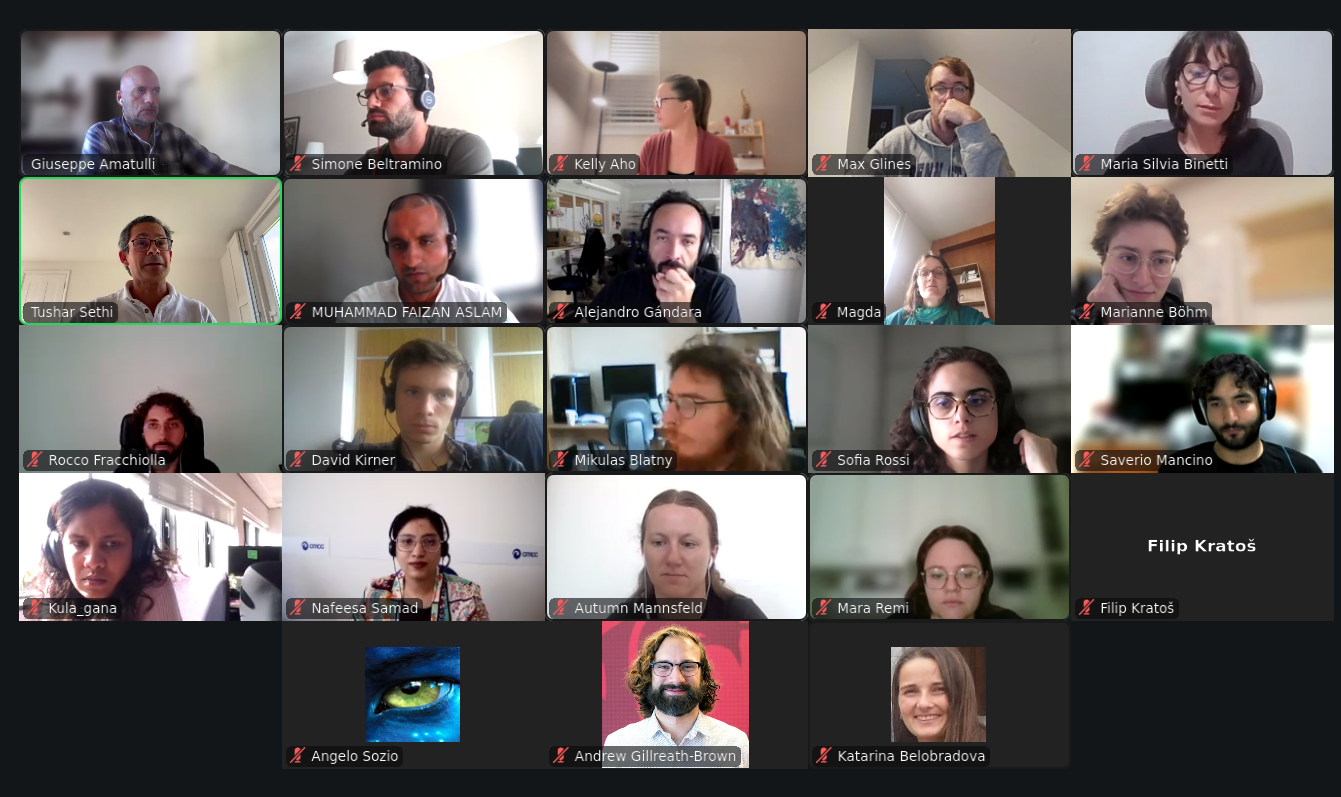 Giuseppe Amatulli
Simone Beltramino
Kelly Aho
Max Glines
Maria Silvia Binetti
Tushar Sethi
MUHAMMAD FAIZAN ASLAM
Alejandro Gándara
Magda
Marianne Böhm
Rocco Fracchiolla
David Kirner
Mikulas Blatny
Sofia Rossi
Saverio Mancino
Filip Kratoš
Kula_gana
cmcc
cmcc
Nafeesa Samad
Autumn Mannsfeld
Mara Remi
Filip Kratoš
Angelo Sozio
Andrew Gillreath-Brown
Katarina Belobradova